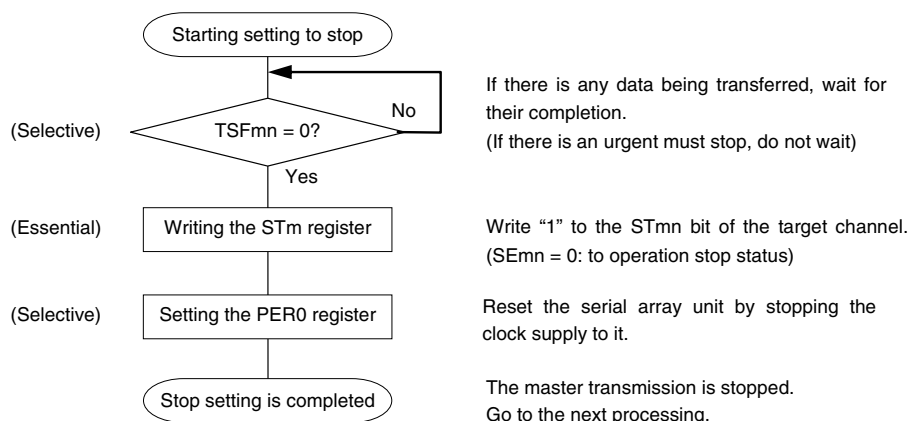 Starting setting to stop
No
If there is any data being transferred, wait for
their completion.
(If there is an urgent must stop, do not wait)
(Selective)
TSFmn = 0?
Yes
(Essential)
Writing the STm register
Write “1” to the STmn bit of the target channel.
(SEmn = 0: to operation stop status)
(Selective)
Setting the PER0 register
Reset the serial array unit by stopping the
clock supply to it.
Stop setting is completed
The master transmission is stopped.
Go to the next processing.